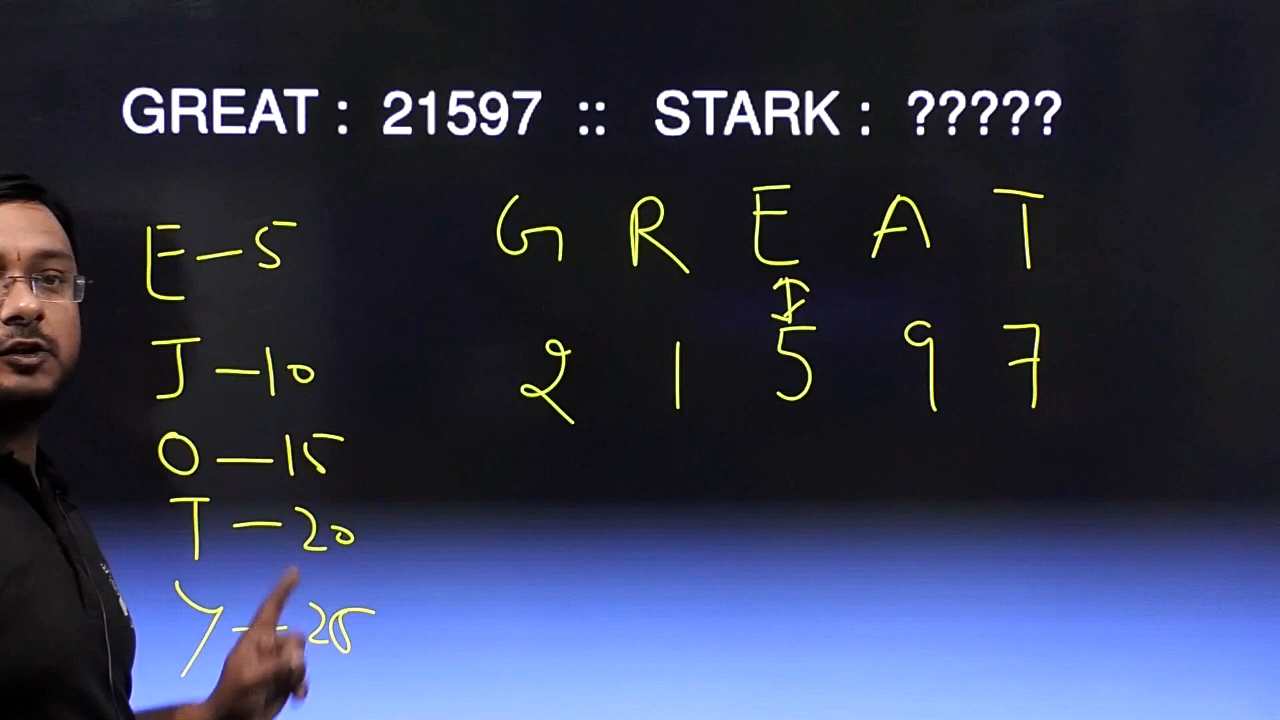 GREAT : 21597 :: STARK : ?????
E - 5
J - 10
O - 15
T - 20
Y - 25
G R E A T
2 1 5 9 7